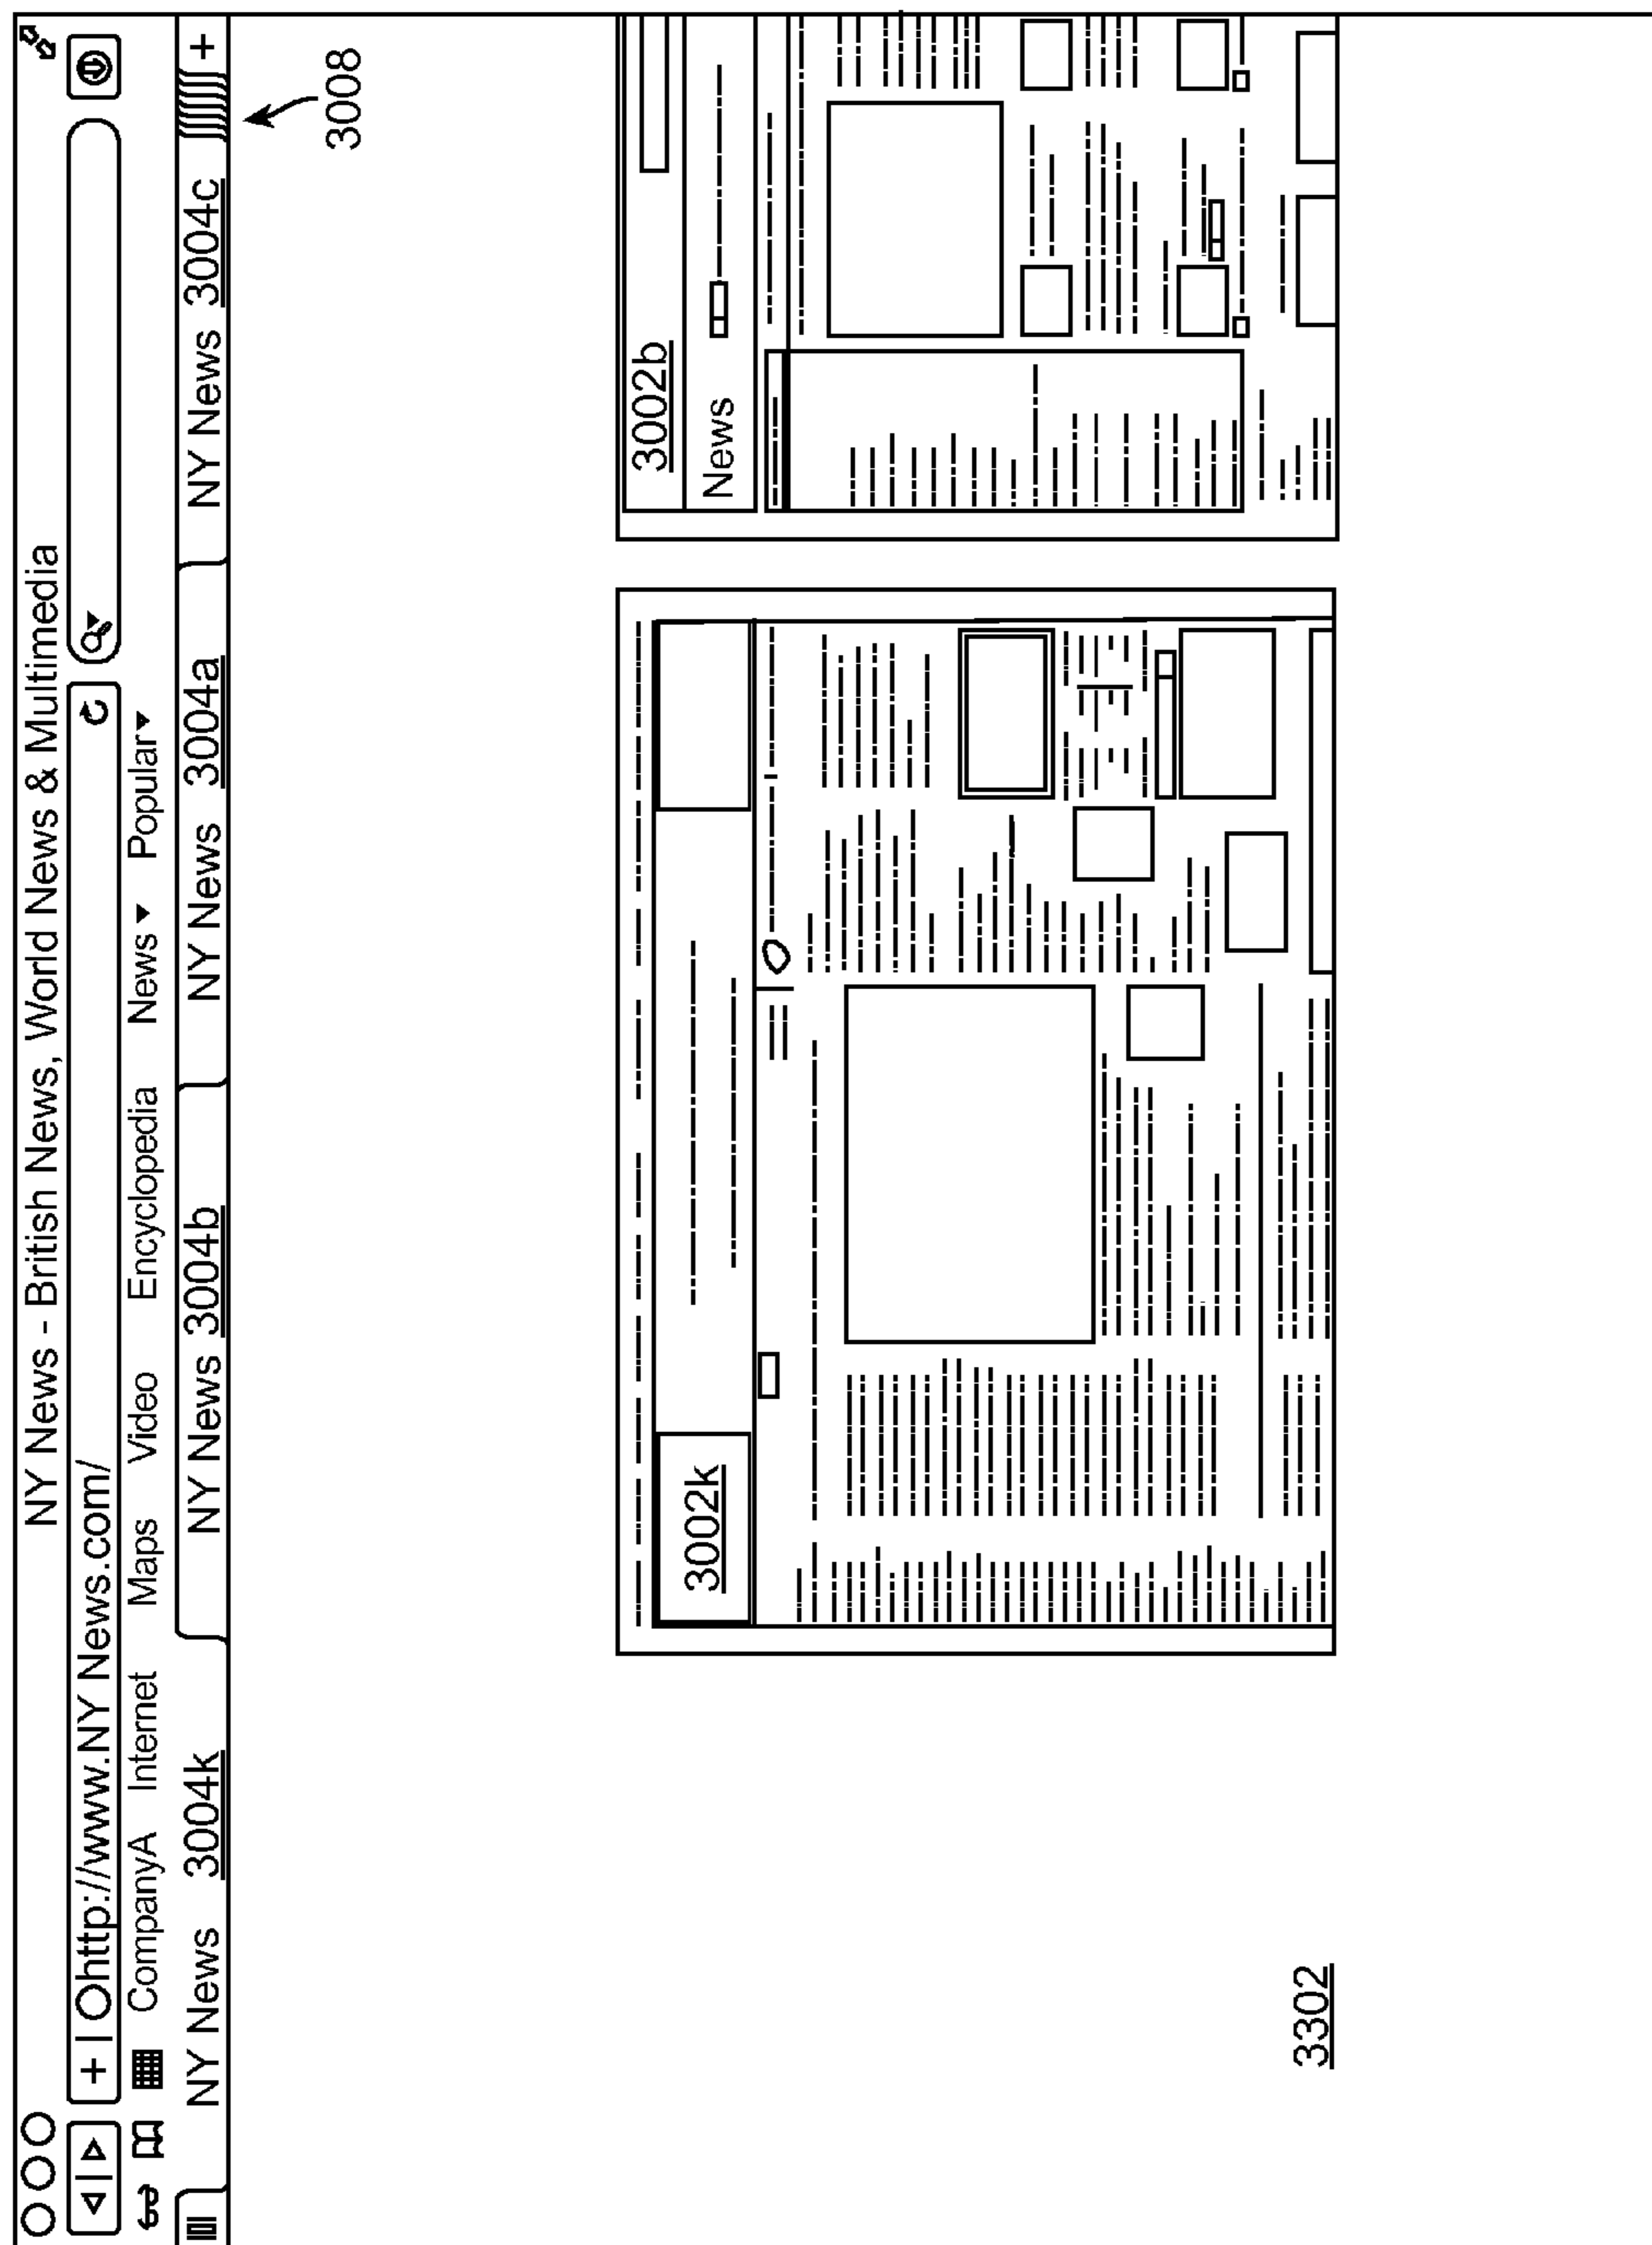 NY News - British News, World News & Multimedia
+ | Ohttp://www.NY News.com/
CompanyA Internet Maps Video Encyclopedia News ▾ Popular▾
NY News 3004k NY News 3004b NY News 3004a NY News 3004c +
3008
3002k
3002b
News
3302